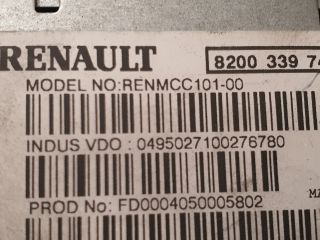 RENAULT 8200 339 74
MODEL NO:RENMCC101-00
INDUS VDO : 0495027100276780
PROD No: FD0004050005802